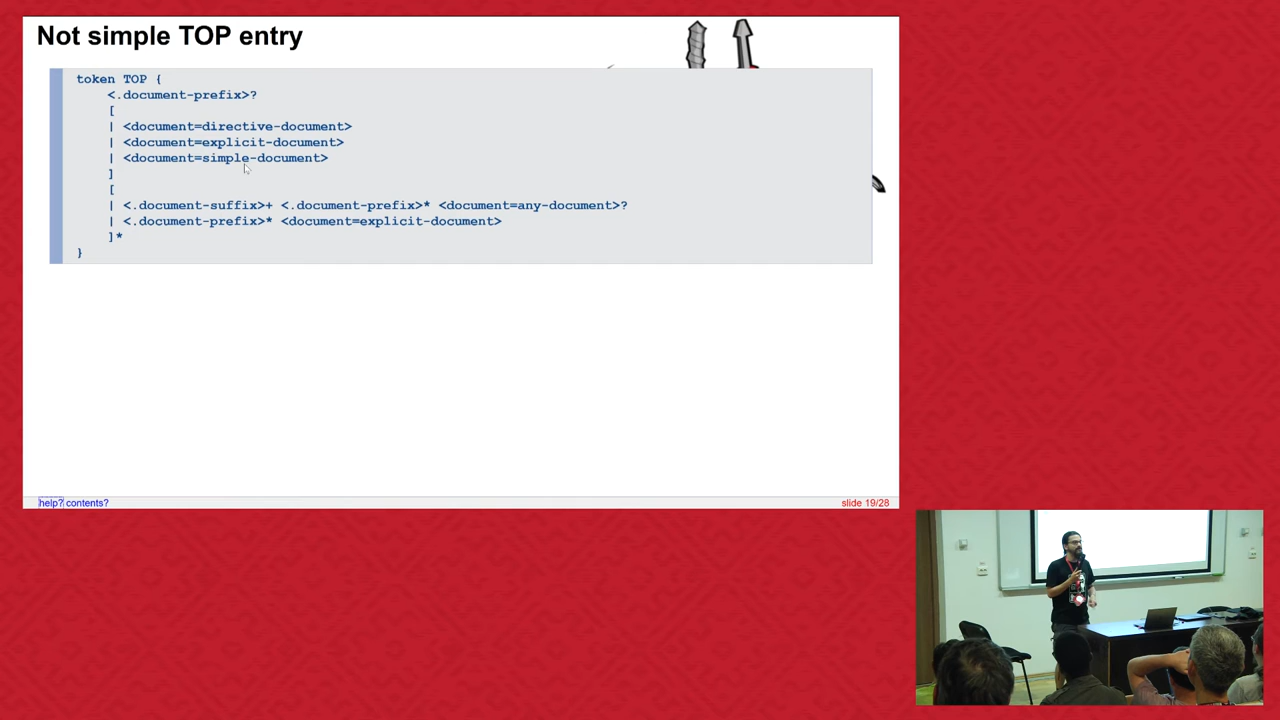 Not simple TOP entry
token TOP {
<.document-prefix>?
[
| <document=directive-document>
| <document=explicit-document>
| <document=simple-document>
]
[
| <.document-suffix>+ <.document-prefix>* <document=any-document>?
| <.document-prefix>* <document=explicit-document>
]*
}
help? contents?
slide 19/28